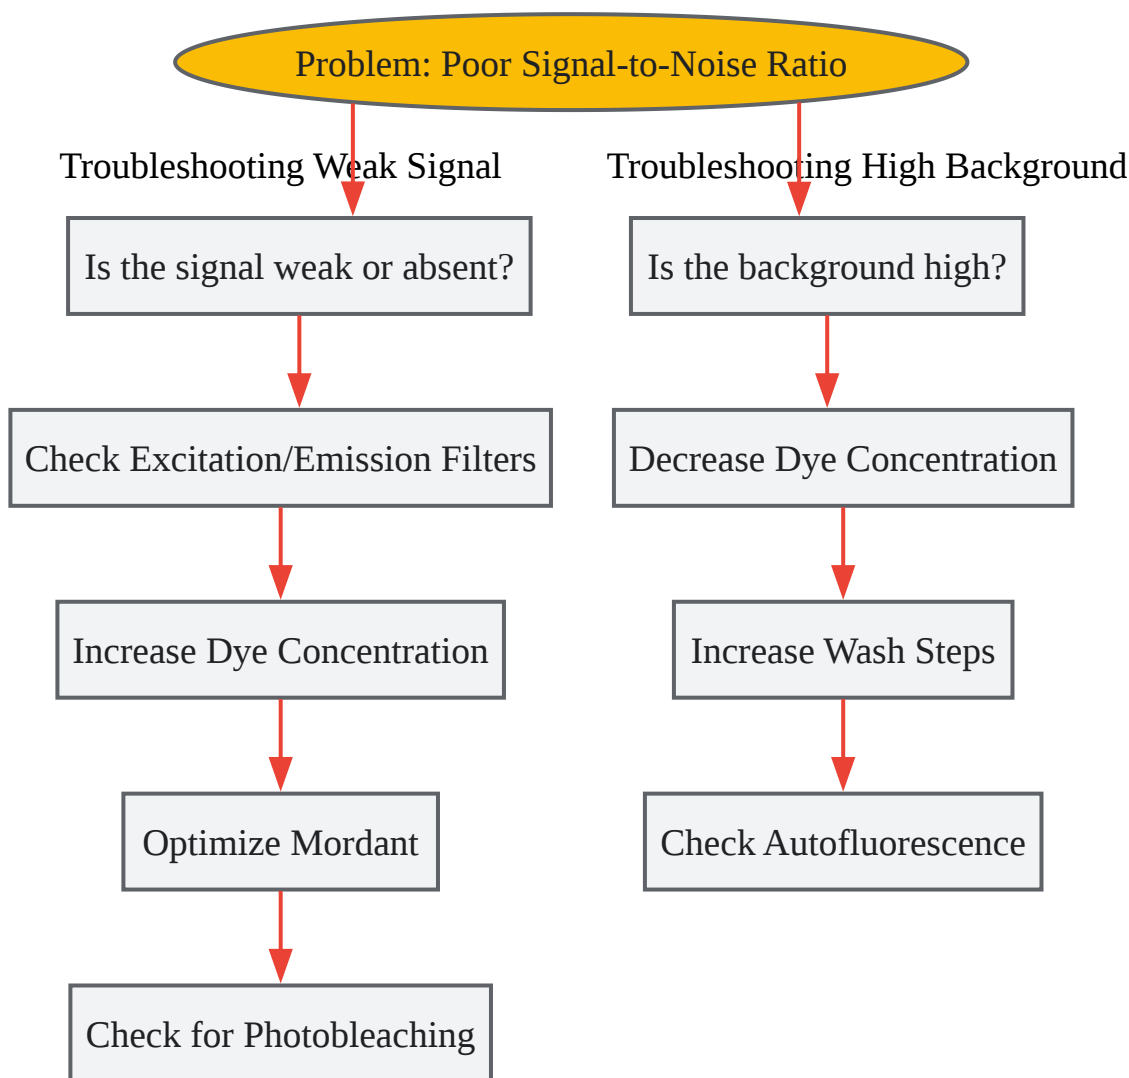 Problem: Poor Signal-to-Noise Ratio
Troubleshooting Weak Signal
Is the signal weak or absent?
Check Excitation/Emission Filters
Increase Dye Concentration
Optimize Mordant
Check for Photobleaching
Troubleshooting High Background
Is the background high?
Decrease Dye Concentration
Increase Wash Steps
Check Autofluorescence